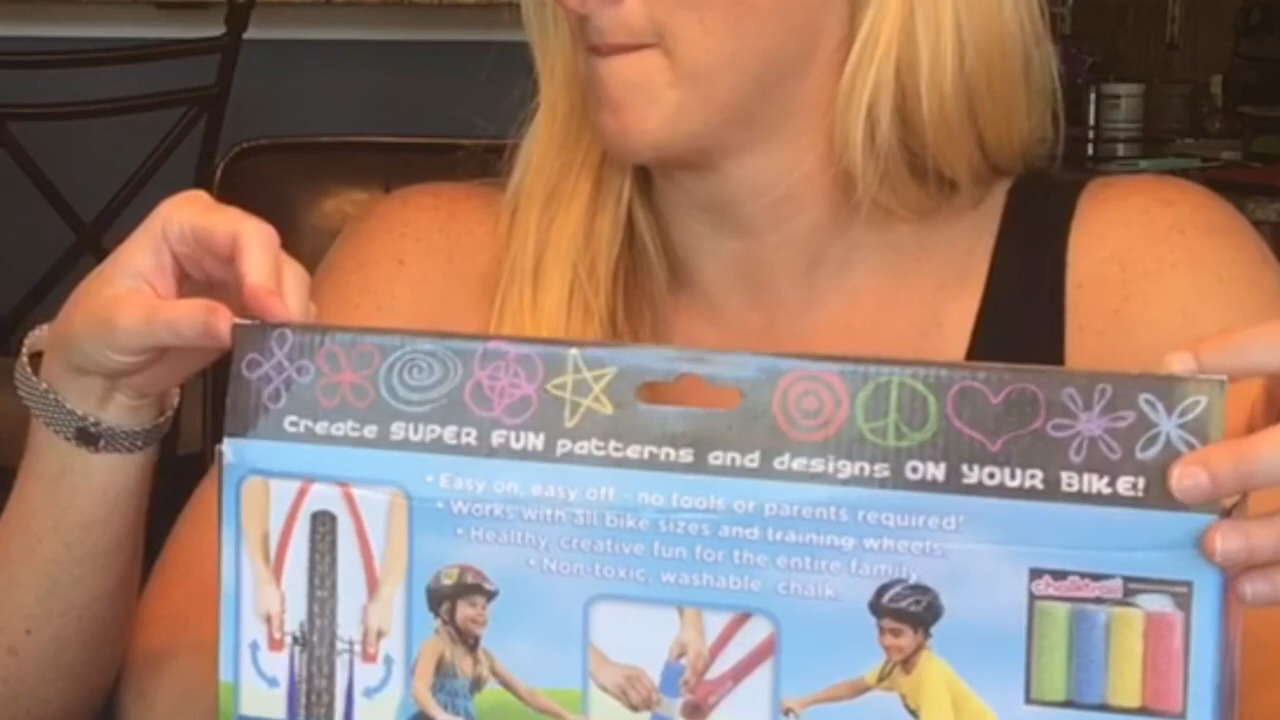 Create SUPER FUN patterns and designs ON YOUR BIKE!
• Easy on, easy off - no tools or parents required!
• Works with all bike sizes and training wheels.
• Healthy, creative fun for the entire family
• Non-toxic, washable chalk
chalktrail